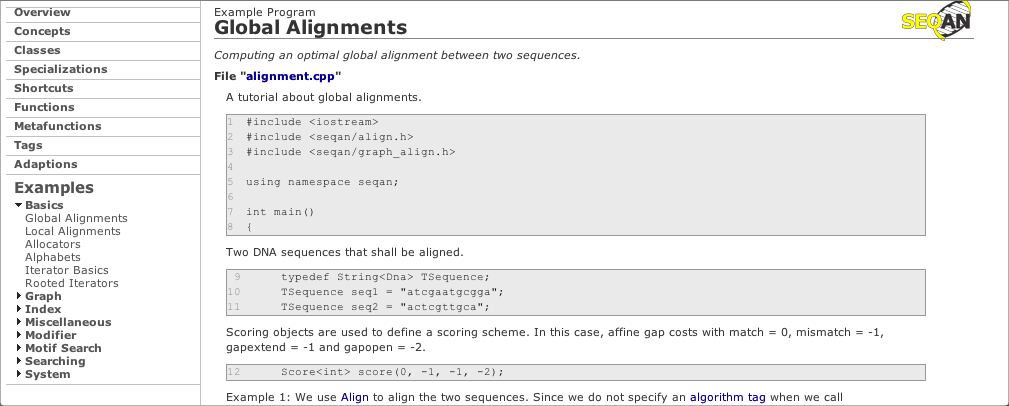 Overview
Concepts
Classes
Specializations
Shortcuts
Functions
Metafunctions
Tags
Adaptions
Examples
Basics
Global Alignments
Local Alignments
Allocators
Alphabets
Iterator Basics
Rooted Iterators
Graph
Index
Miscellaneous
Modifier
Motif Search
Searching
System
Example Program
Global Alignments
SEQAN
Computing an optimal global alignment between two sequences.
File "alignment.cpp"
A tutorial about global alignments.
1 #include <iostream>
2 #include <seqan/align.h>
3 #include <seqan/graph_align.h>
4
5 using namespace seqan;
6
7 int main()
8 {
Two DNA sequences that shall be aligned.
9 typedef String<Dna> TSequence;
10 TSequence seq1 = "atcgaatgcgga";
11 TSequence seq2 = "actcgttgca";
Scoring objects are used to define a scoring scheme. In this case, affine gap costs with match = 0, mismatch = -1,
gapextend = -1 and gapopen = -2.
12 Score<int> score(0, -1, -1, -2);
Example 1: We use Align to align the two sequences. Since we do not specify an algorithm tag when we call